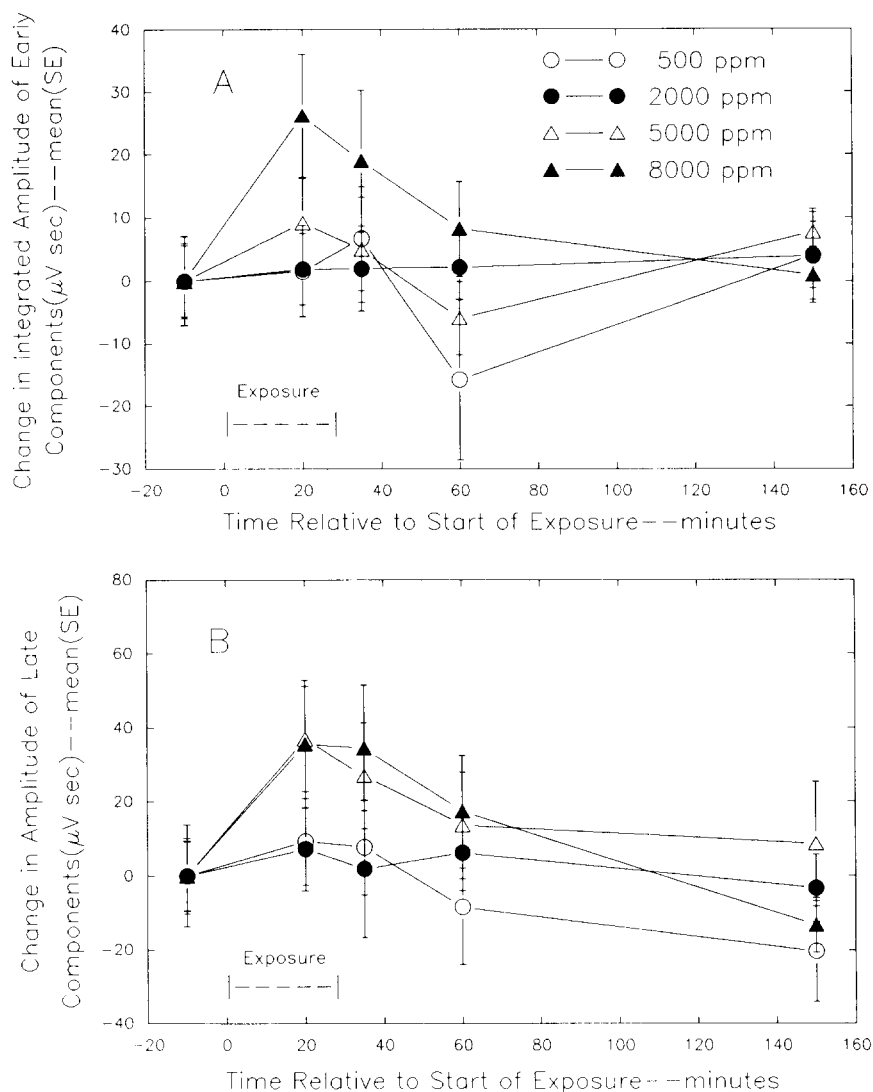 A
500 ppm
2000 ppm
5000 ppm
8000 ppm
40
30
20
10
0
-10
-20
-30
Exposure
-20
0
20
40
60
80
100
120
140
160
Time Relative to Start of Exposure--minutes
Change in integrated Amplitude of Early
Components(μV sec)--mean(SE)
B
80
60
40
20
0
-20
-40
Exposure
-20
0
20
40
60
80
100
120
140
160
Time Relative to Start of Exposure--minutes
Change in Amplitude of Late
Components(μV sec)--mean(SE)